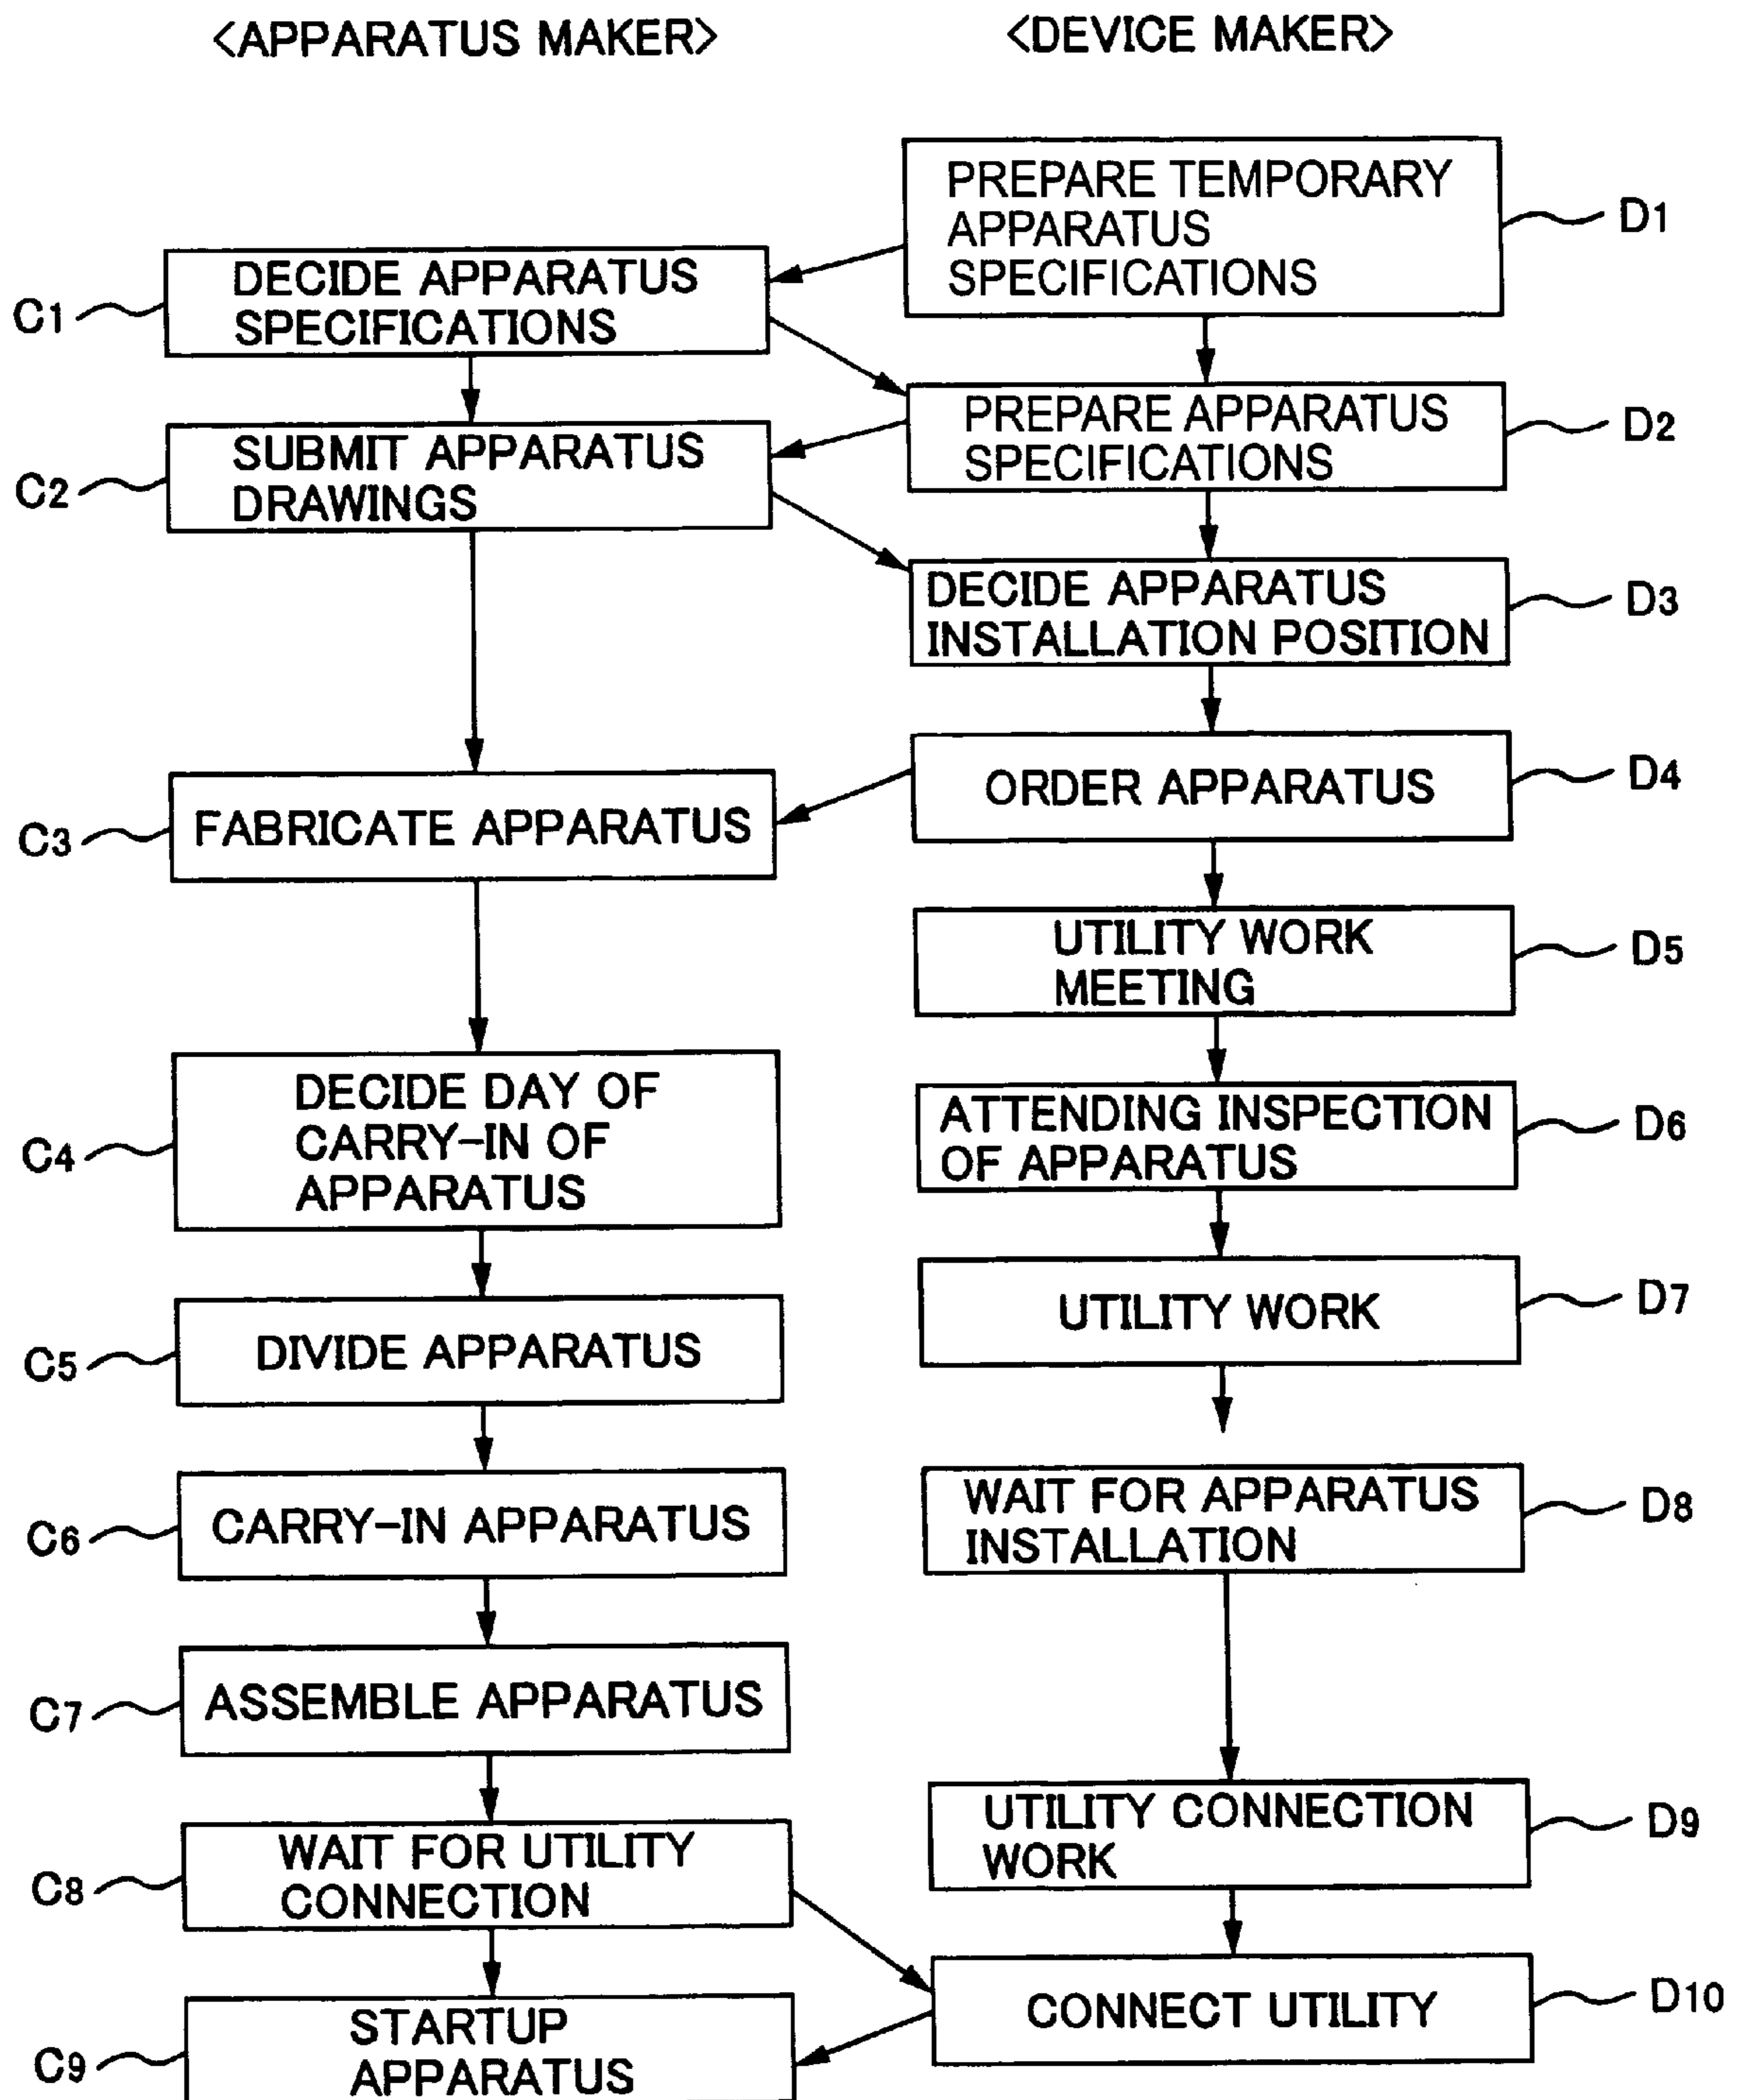 <APPARATUS MAKER>
<DEVICE MAKER>
PREPARE TEMPORARY
APPARATUS
SPECIFICATIONS
D1
DECIDE APPARATUS
SPECIFICATIONS
C1
PREPARE APPARATUS
SPECIFICATIONS
D2
SUBMIT APPARATUS
DRAWINGS
C2
DECIDE APPARATUS
INSTALLATION POSITION
D3
ORDER APPARATUS
D4
FABRICATE APPARATUS
C3
UTILITY WORK
MEETING
D5
DECIDE DAY OF
CARRY-IN OF
APPARATUS
C4
ATTENDING INSPECTION
OF APPARATUS
D6
UTILITY WORK
D7
DIVIDE APPARATUS
C5
WAIT FOR APPARATUS
INSTALLATION
D8
CARRY-IN APPARATUS
C6
ASSEMBLE APPARATUS
C7
UTILITY CONNECTION
WORK
D9
WAIT FOR UTILITY
CONNECTION
C8
CONNECT UTILITY
D10
STARTUP
APPARATUS
C9